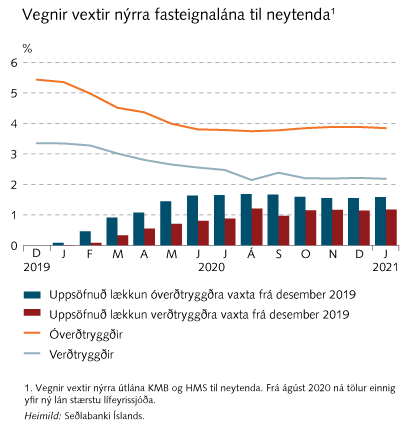 Vegnir vextir nýrra fasteignalána til neytenda¹
%
6
5
4
3
2
1
0
D J F M A M J J Á S O N D J
2019 2020 2021
Uppsöfnuð lækkun óverðtryggðra vaxta frá desember 2019
Uppsöfnuð lækkun verðtryggðra vaxta frá desember 2019
Óverðtryggðir
Verðtryggðir
1. Vegnir vextir nýrra útlána KMB og HMS til neytenda. Frá ágúst 2020 ná tölur einnig
yfir ný lán stærstu lífeyrissjóða.
Heimild: Seðlabanki Íslands.